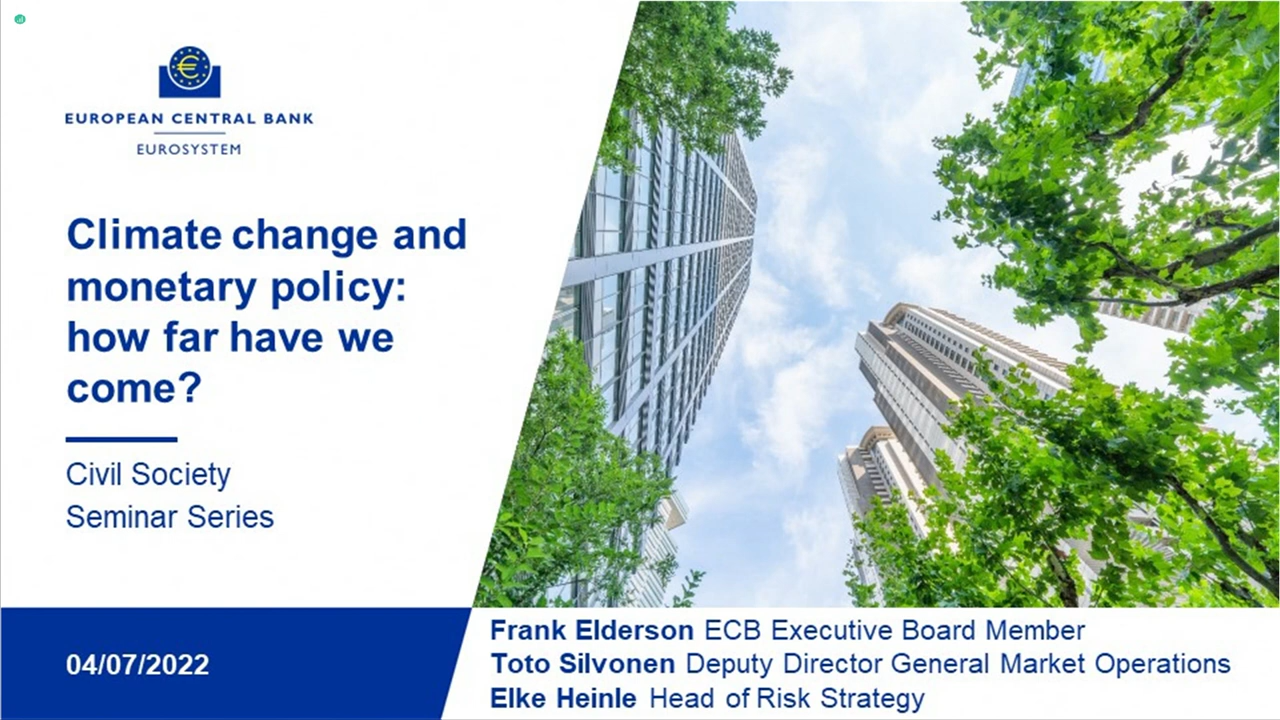 €
EUROPEAN CENTRAL BANK
EUROSYSTEM
Climate change and
monetary policy:
how far have we
come?
Civil Society
Seminar Series
04/07/2022
Frank Elderson ECB Executive Board Member
Toto Silvonen Deputy Director General Market Operations
Elke Heinle Head of Risk Strategy